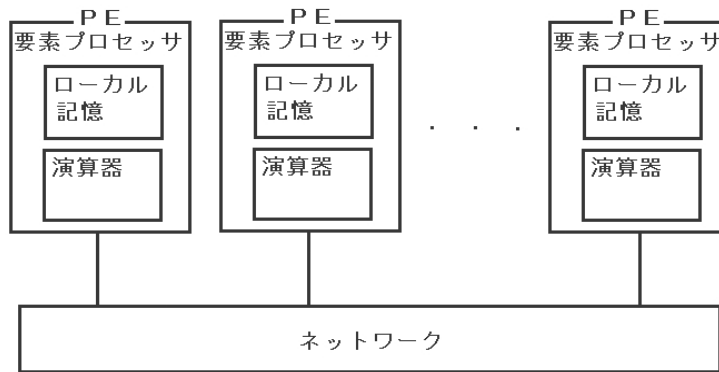 ＰＥ
要素プロセッサ
ローカル
記憶
演算器
ＰＥ
要素プロセッサ
ローカル
記憶
演算器
・・・
ＰＥ
要素プロセッサ
ローカル
記憶
演算器
ネットワーク